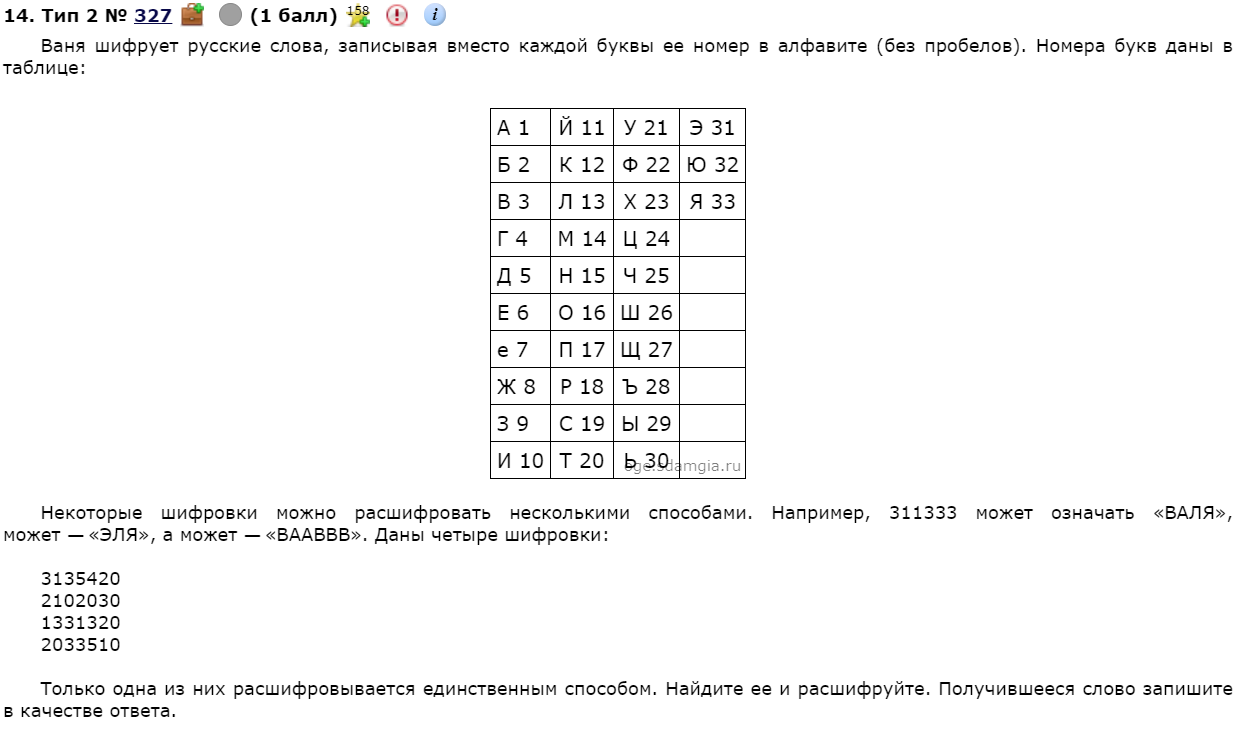 14. Тип 2 № 327 (1 балл) 158
Ваня шифрует русские слова, записывая вместо каждой буквы ее номер в алфавите (без пробелов). Номера букв даны в
таблице:
А 1 Й 11 У 21 Э 31
Б 2 К 12 Ф 22 Ю 32
В 3 Л 13 Х 23 Я 33
Г 4 М 14 Ц 24
Д 5 Н 15 Ч 25
Е 6 О 16 Ш 26
е 7 П 17 Щ 27
Ж 8 Р 18 Ъ 28
З 9 С 19 Ы 29
И 10 Т 20 Ь 30
oge.sdamgia.ru
Некоторые шифровки можно расшифровать несколькими способами. Например, 311333 может означать «ВАЛЯ»,
может — «ЭЛЯ», а может — «ВААВВВ». Даны четыре шифровки:
3135420
2102030
1331320
2033510
Только одна из них расшифровывается единственным способом. Найдите ее и расшифруйте. Получившееся слово запишите
в качестве ответа.